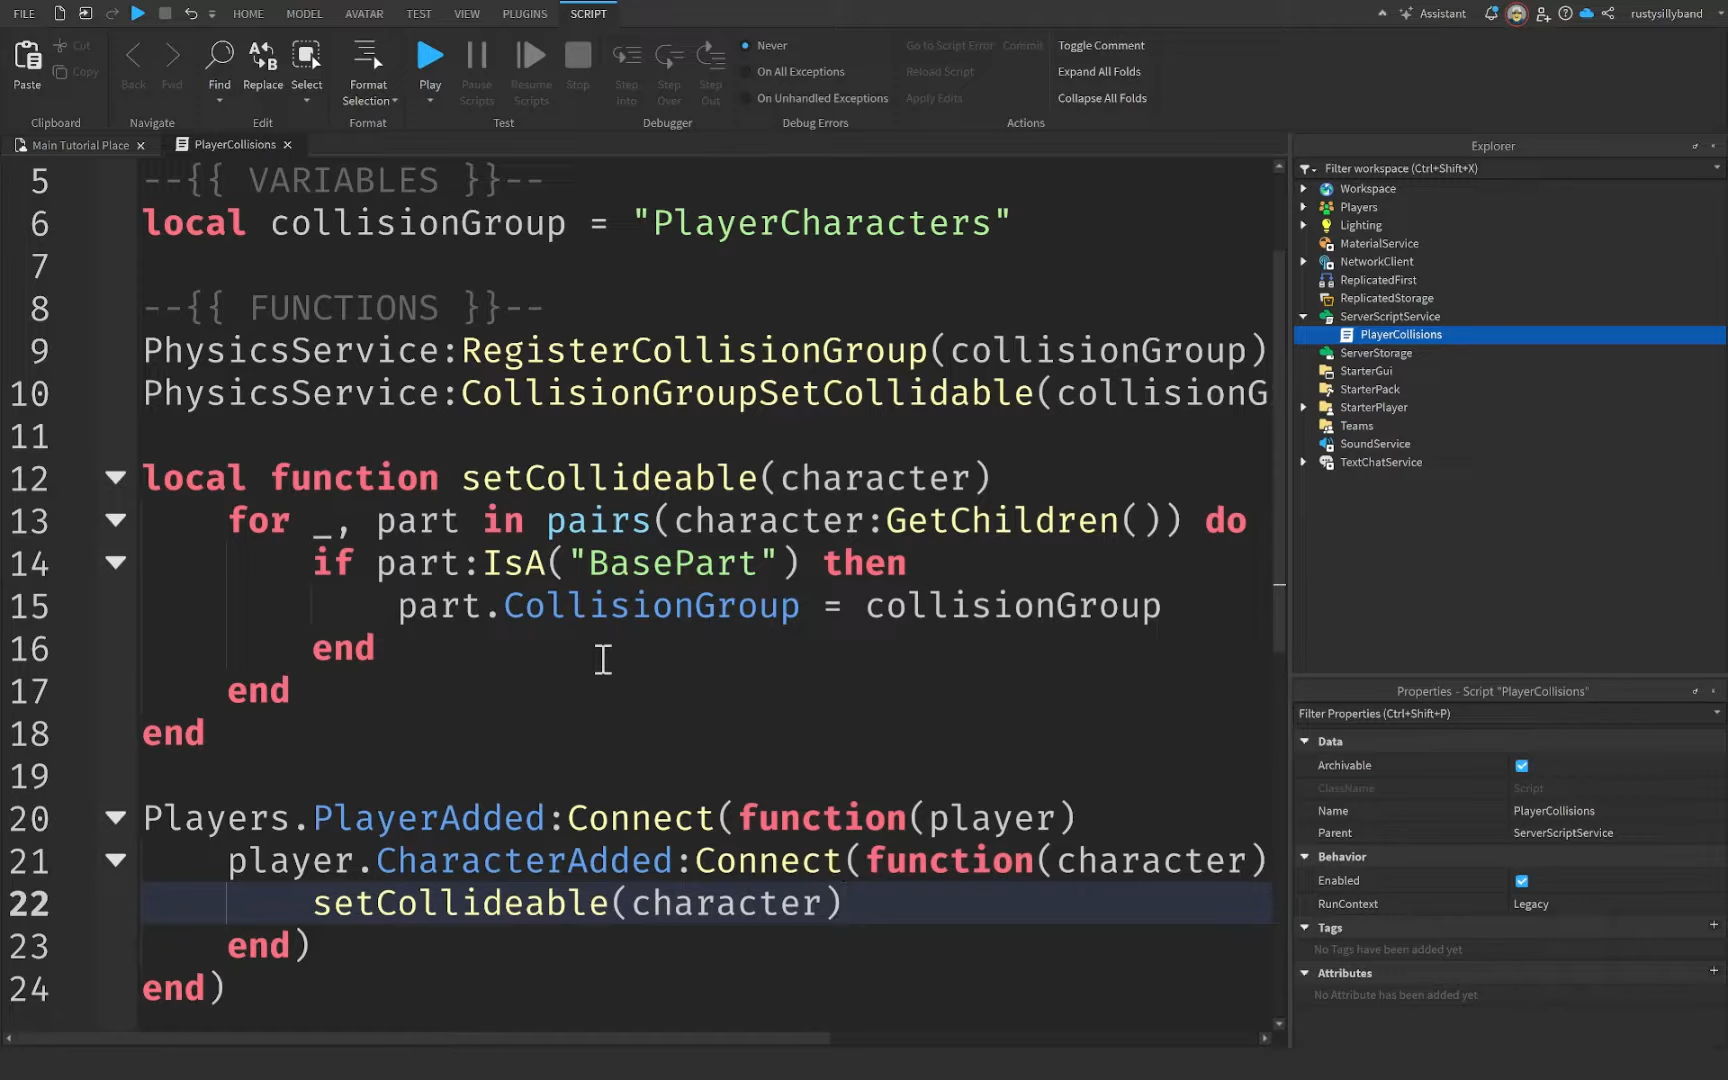 FILE HOME MODEL AVATAR TEST VIEW PLUGINS SCRIPT Assistant rustysillyband
Paste Cut Copy
Clipboard
Back Fwd
Navigate
Find Replace Select
Edit
Format Selection
Format
Play Pause Scripts Resume Scripts Stop
Test
Step Into Step Over Step Out
Debugger
Never
On All Exceptions
On Unhandled Exceptions
Debug Errors
Go to Script Error Commit
Reload Script
Apply Edits
Toggle Comment
Expand All Folds
Collapse All Folds
Actions
Main Tutorial Place PlayerCollisions
5 --{{ VARIABLES }}--
6 local collisionGroup = "PlayerCharacters"
7
8 --{{ FUNCTIONS }}--
9 PhysicsService:RegisterCollisionGroup(collisionGroup)
10 PhysicsService:CollisionGroupSetCollidable(collisionG
11
12 local function setCollideable(character)
13 for _, part in pairs(character:GetChildren()) do
14 if part:IsA("BasePart") then
15 part.CollisionGroup = collisionGroup
16 end
17 end
18 end
19
20 Players.PlayerAdded:Connect(function(player)
21 player.CharacterAdded:Connect(function(character)
22 setCollideable(character)
23 end)
24 end)
Explorer
Filter workspace (Ctrl+Shift+X)
Workspace
Players
Lighting
MaterialService
NetworkClient
ReplicatedFirst
ReplicatedStorage
ServerScriptService
PlayerCollisions
ServerStorage
StarterGui
StarterPack
StarterPlayer
Teams
SoundService
TextChatService
Properties - Script "PlayerCollisions"
Filter Properties (Ctrl+Shift+P)
Data
Archivable
ClassName Script
Name PlayerCollisions
Parent ServerScriptService
Behavior
Enabled
RunContext Legacy
Tags
No Tags have been added yet
Attributes
No Attribute has been added yet